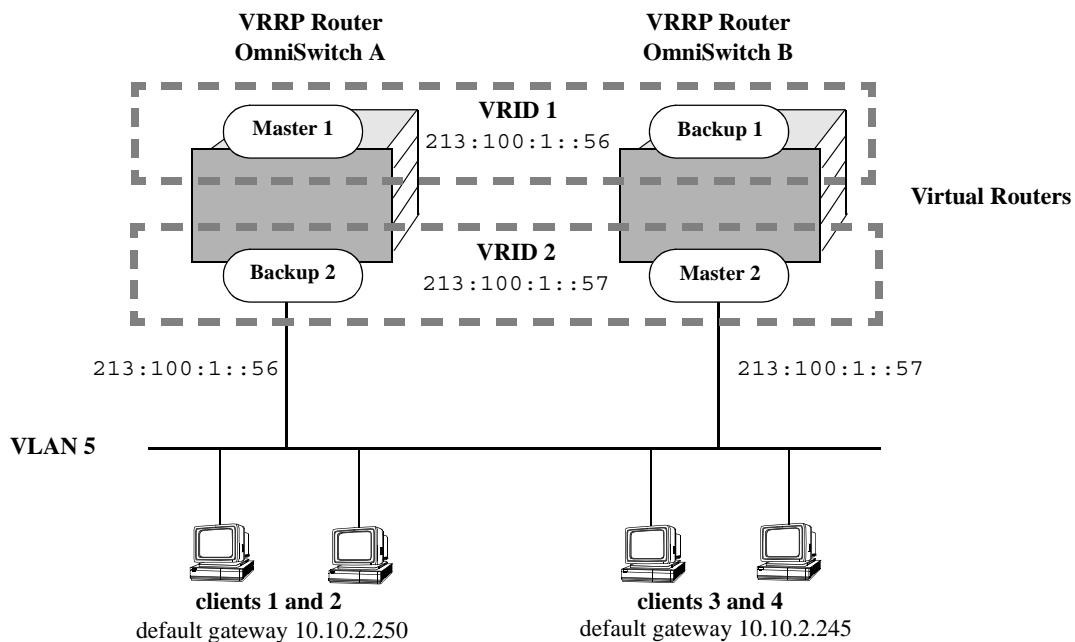 VRRP Router
OmniSwitch A
VRRP Router
OmniSwitch B
Master 1
VRID 1
213:100:1::56
Backup 1
Virtual Routers
Backup 2
VRID 2
213:100:1::57
Master 2
213:100:1::56
213:100:1::57
VLAN 5
clients 1 and 2
default gateway 10.10.2.250
clients 3 and 4
default gateway 10.10.2.245